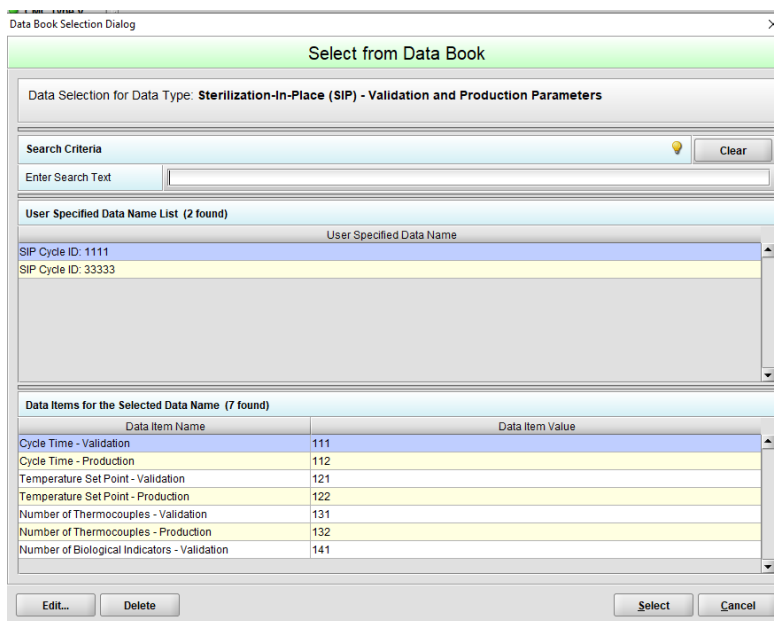 Data Book Selection Dialog
Select from Data Book
Data Selection for Data Type: Sterilization-In-Place (SIP) - Validation and Production Parameters
Search Criteria
Clear
Enter Search Text
User Specified Data Name List (2 found)
User Specified Data Name
SIP Cycle ID: 1111
SIP Cycle ID: 33333
Data Items for the Selected Data Name (7 found)
Data Item Name Data Item Value
Cycle Time - Validation 111
Cycle Time - Production 112
Temperature Set Point - Validation 121
Temperature Set Point - Production 122
Number of Thermocouples - Validation 131
Number of Thermocouples - Production 132
Number of Biological Indicators - Validation 141
Edit... Delete Select Cancel